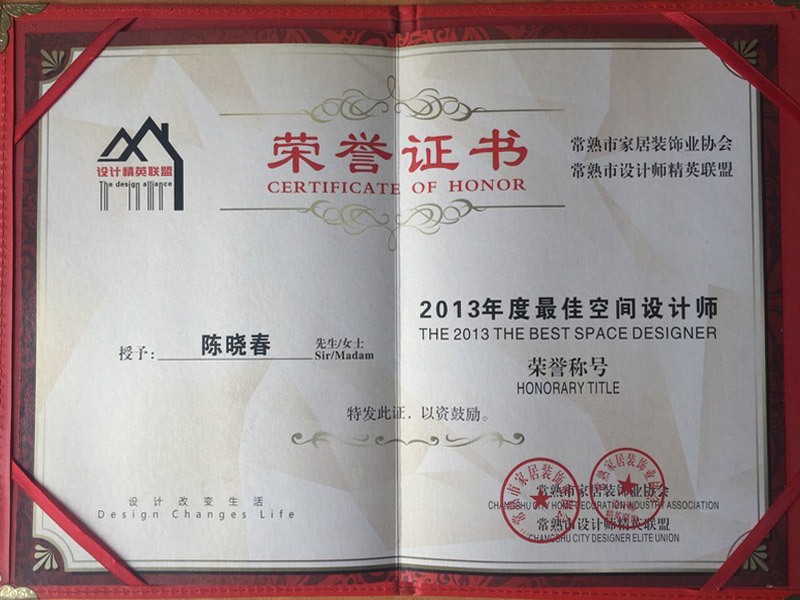 设计精英联盟
The design alliance
荣誉证书
CERTIFICATE OF HONOR
常熟市家居装饰业协会
常熟市设计师精英联盟
授予：陈晓春 先生/女士
Sir/Madam
2013年度最佳空间设计师
THE 2013 THE BEST SPACE DESIGNER
荣誉称号
HONORARY TITLE
特发此证，以资鼓励。
设计改变生活
Design Changes Life
常熟市家居装饰业协会
CHANGSHU CITY HOME DECORATION INDUSTRY ASSOCIATION
常熟市设计师精英联盟
CHANGSHU CITY DESIGNER ELITE UNION